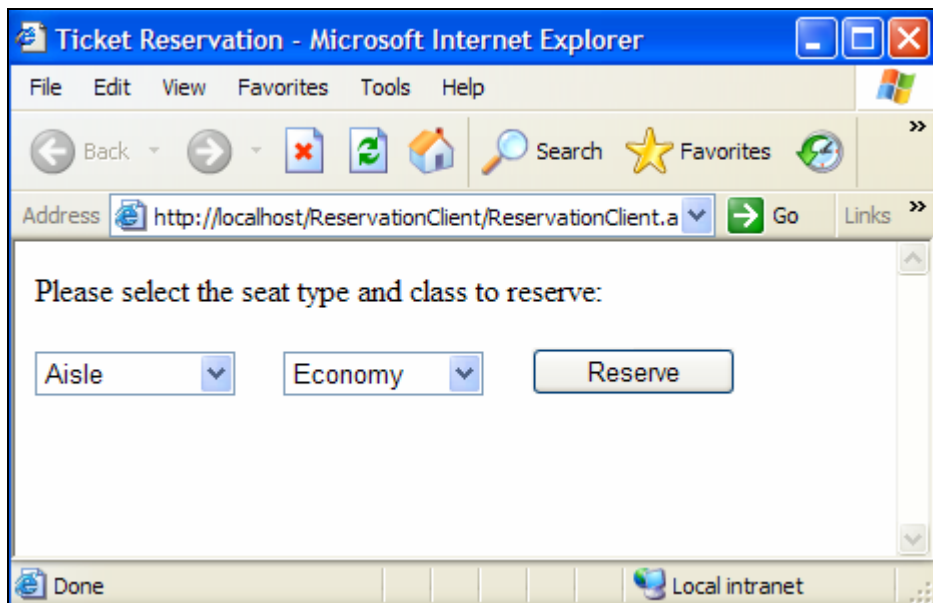 Ticket Reservation - Microsoft Internet Explorer
File Edit View Favorites Tools Help
Back Search Favorites »
Address http://localhost/ReservationClient/ReservationClient.a Go Links »
Please select the seat type and class to reserve:
Aisle Economy Reserve
Done Local intranet